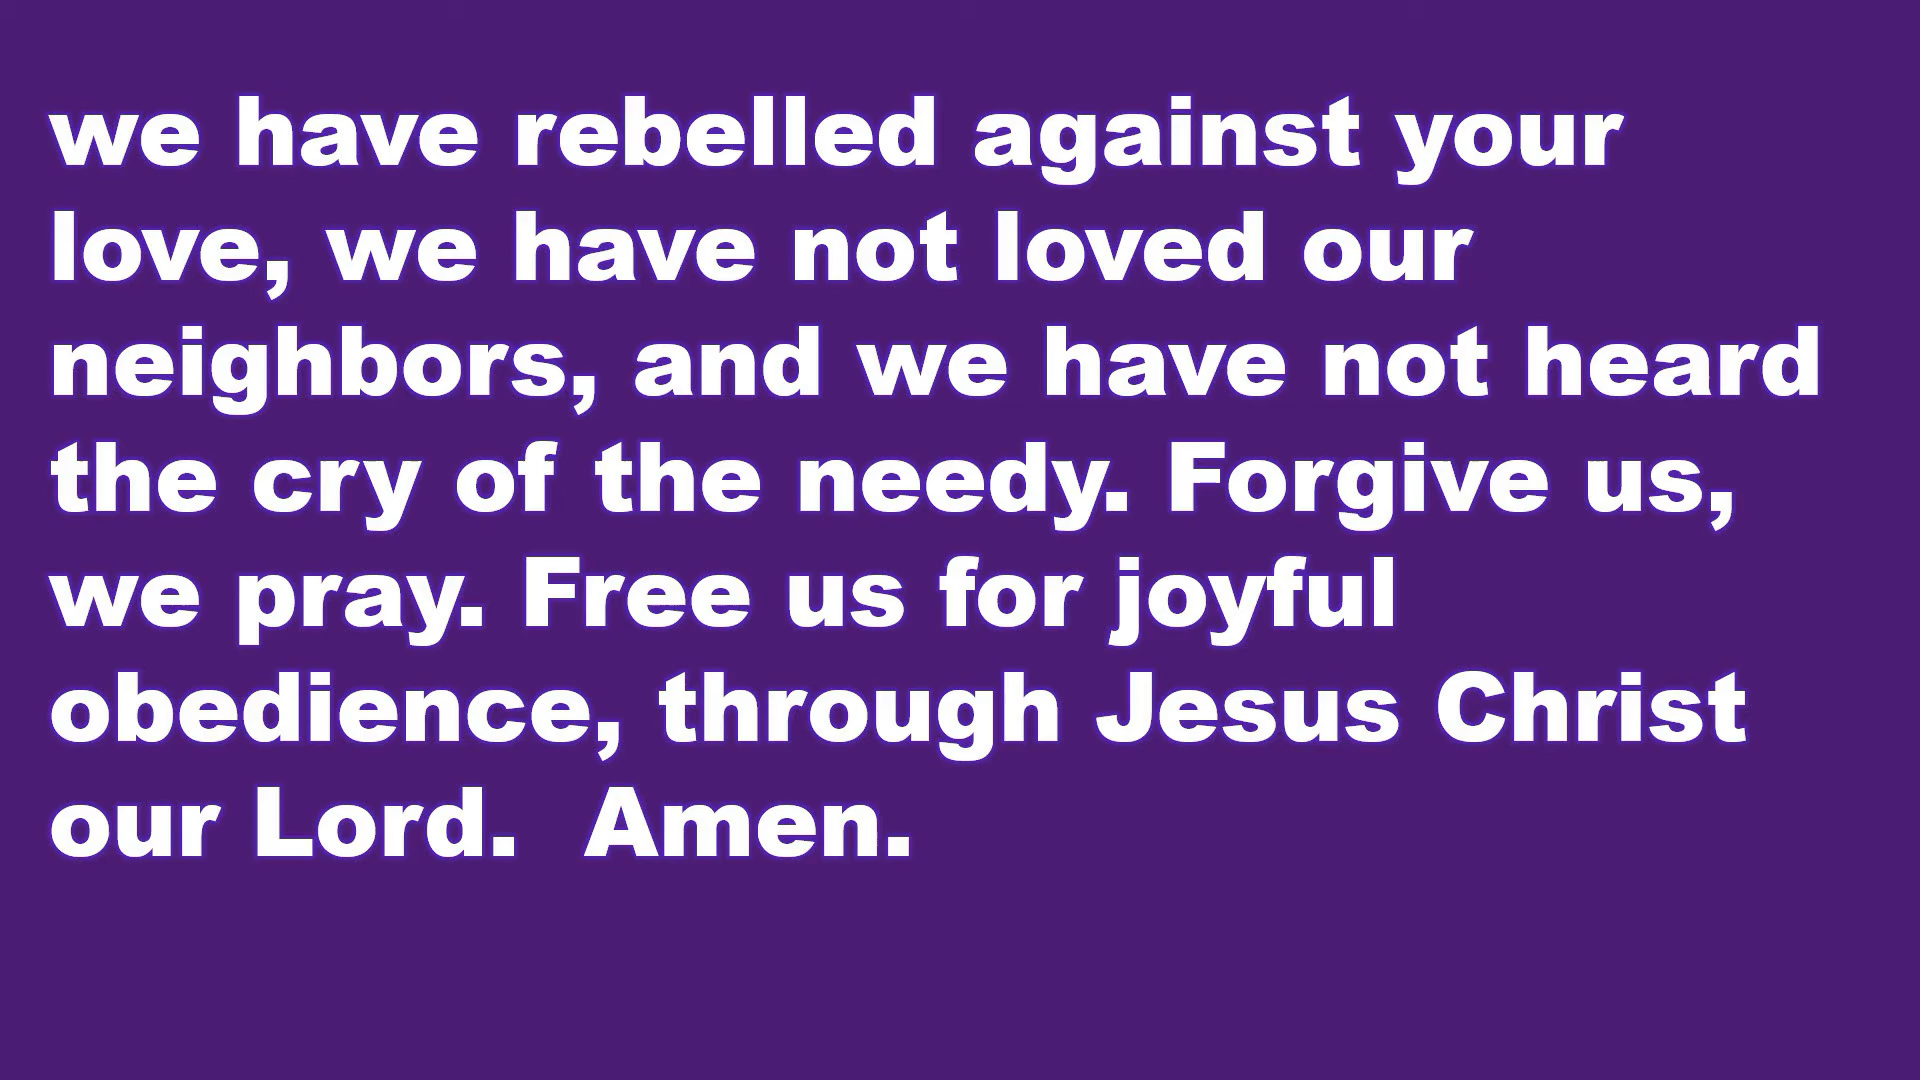 we have rebelled against your
love, we have not loved our
neighbors, and we have not heard
the cry of the needy. Forgive us,
we pray. Free us for joyful
obedience, through Jesus Christ
our Lord.  Amen.